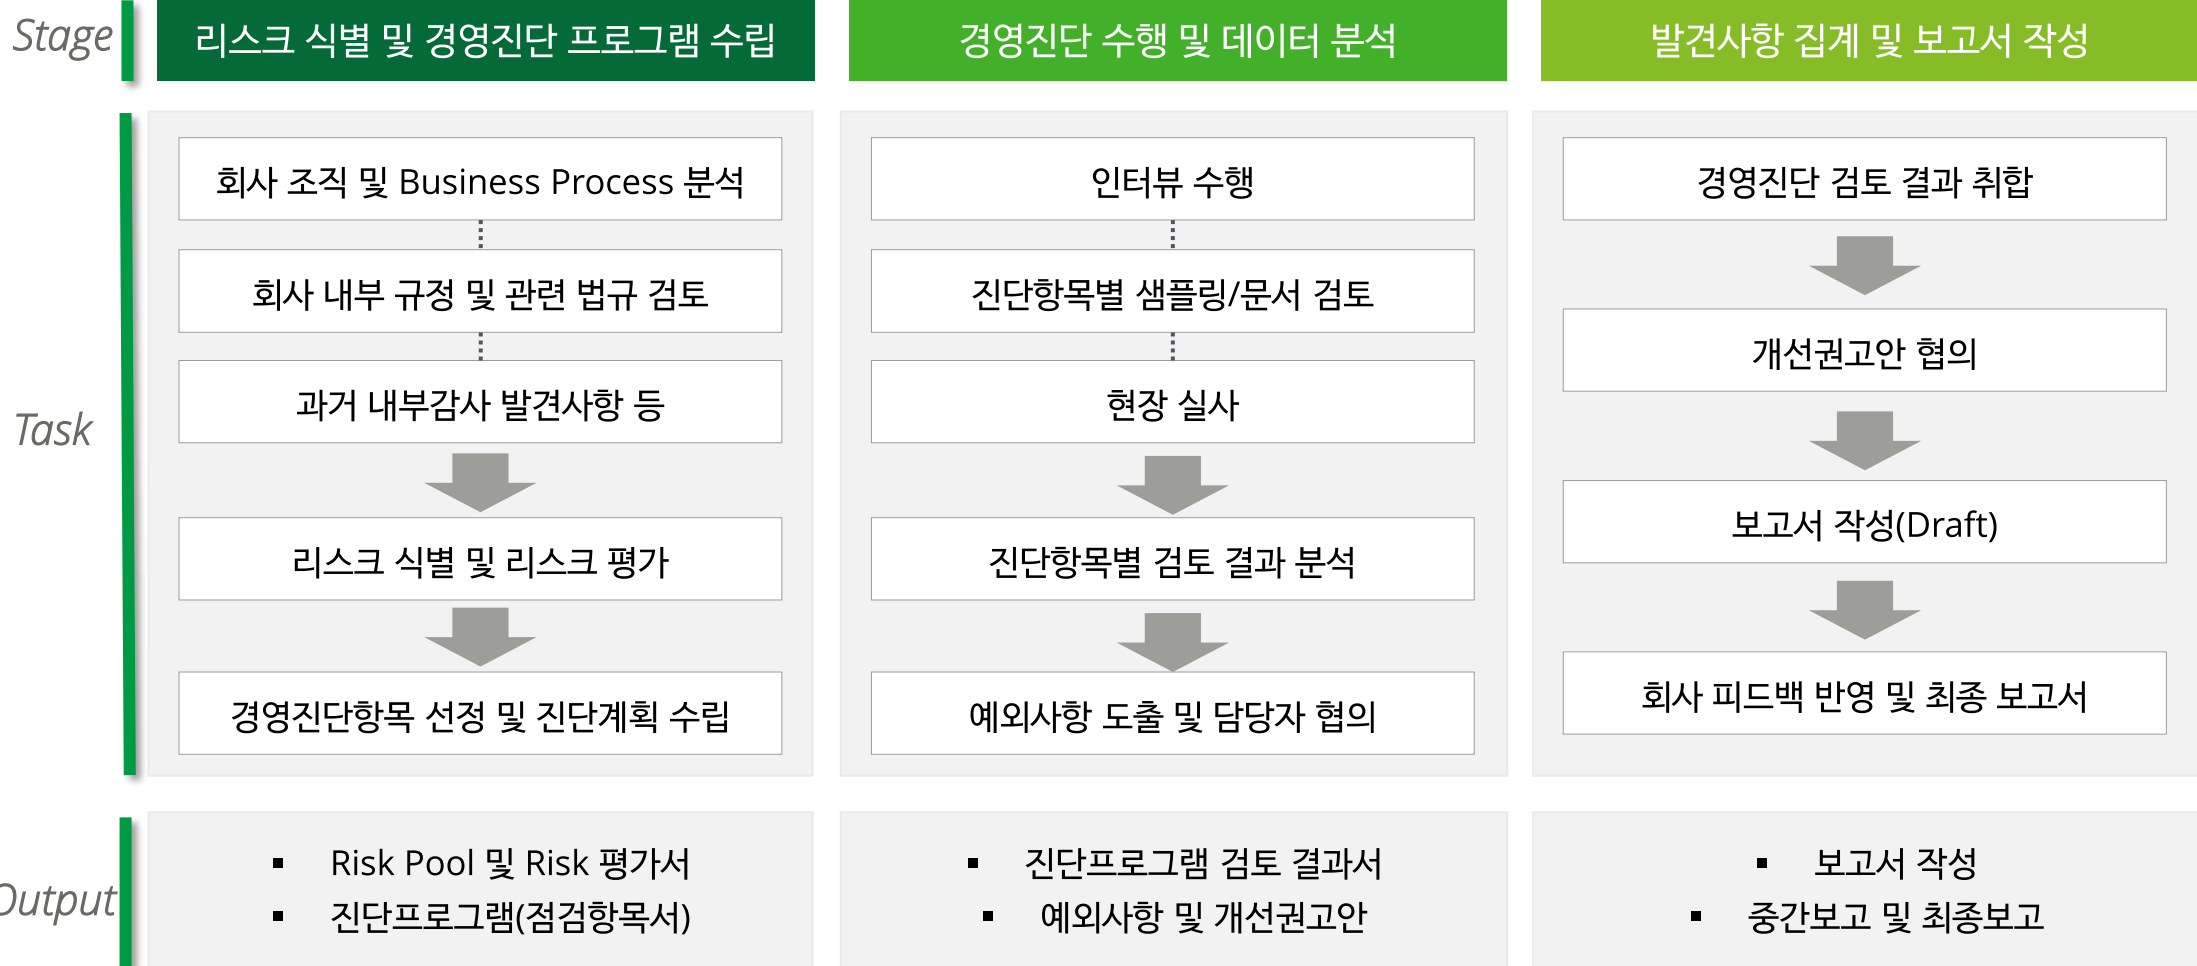 Stage
리스크 식별 및 경영진단 프로그램 수립
경영진단 수행 및 데이터 분석
발견사항 집계 및 보고서 작성
Task
회사 조직 및 Business Process 분석
회사 내부 규정 및 관련 법규 검토
과거 내부감사 발견사항 등
리스크 식별 및 리스크 평가
경영진단항목 선정 및 진단계획 수립
인터뷰 수행
진단항목별 샘플링/문서 검토
현장 실사
진단항목별 검토 결과 분석
예외사항 도출 및 담당자 협의
경영진단 검토 결과 취합
개선권고안 협의
보고서 작성(Draft)
회사 피드백 반영 및 최종 보고서
Output
▪ Risk Pool 및 Risk 평가서
▪ 진단프로그램(점검항목서)
▪ 진단프로그램 검토 결과서
▪ 예외사항 및 개선권고안
▪ 보고서 작성
▪ 중간보고 및 최종보고